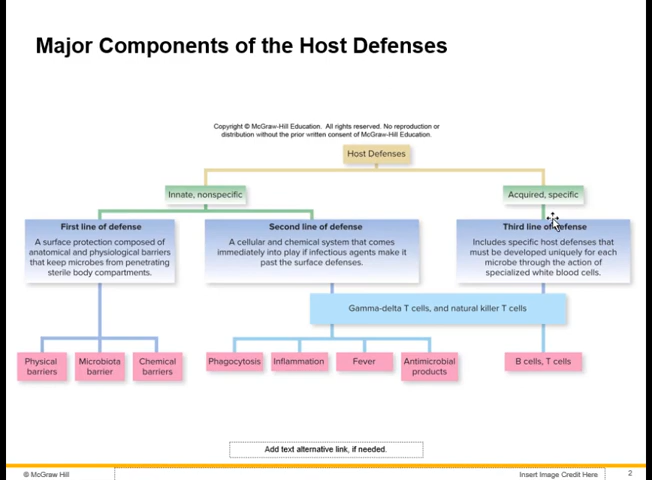 Major Components of the Host Defenses
Copyright © McGraw-Hill Education. All rights reserved. No reproduction or
distribution without the prior written consent of McGraw-Hill Education.
Host Defenses
Innate, nonspecific
Acquired, specific
First line of defense
A surface protection composed of
anatomical and physiological barriers
that keep microbes from penetrating
sterile body compartments.
Second line of defense
A cellular and chemical system that comes
immediately into play if infectious agents make it
past the surface defenses.
Third line of defense
Includes specific host defenses that
must be developed uniquely for each
microbe through the action of
specialized white blood cells.
Gamma-delta T cells, and natural killer T cells
Physical
barriers
Microbiota
barrier
Chemical
barriers
Phagocytosis
Inflammation
Fever
Antimicrobial
products
B cells, T cells
Add text alternative link, if needed.
© McGraw Hill
Insert Image Credit Here
2